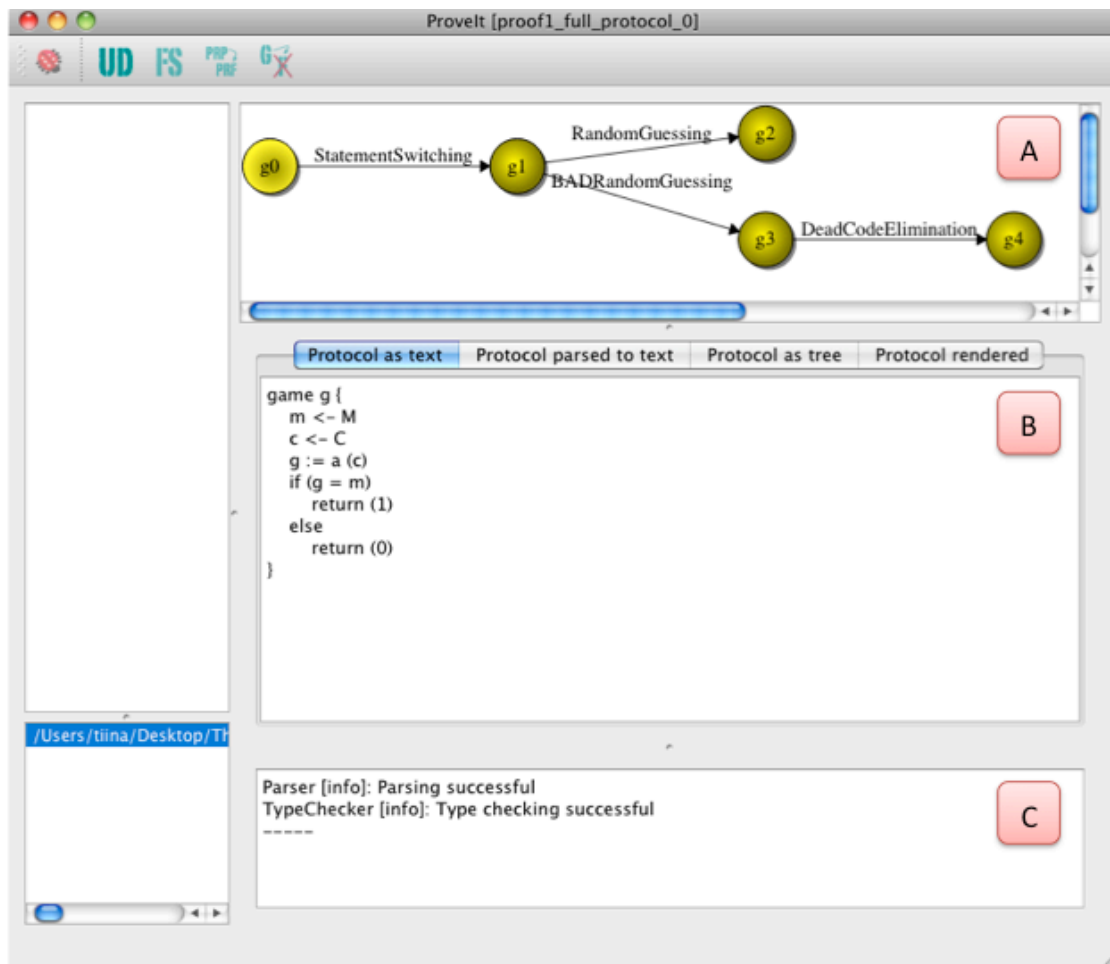 ProveIt [proof1_full_protocol_0]
UD FS PRP PRF G
g0 StatementSwitching g1 RandomGuessing g2
BADRandomGuessing
g3 DeadCodeElimination g4
A
Protocol as text Protocol parsed to text Protocol as tree Protocol rendered
game g {
m <- M
c <- C
g := a (c)
if (g = m)
return (1)
else
return (0)
}
B
/Users/tiina/Desktop/Th
Parser [info]: Parsing successful
TypeChecker [info]: Type checking successful
-----
C